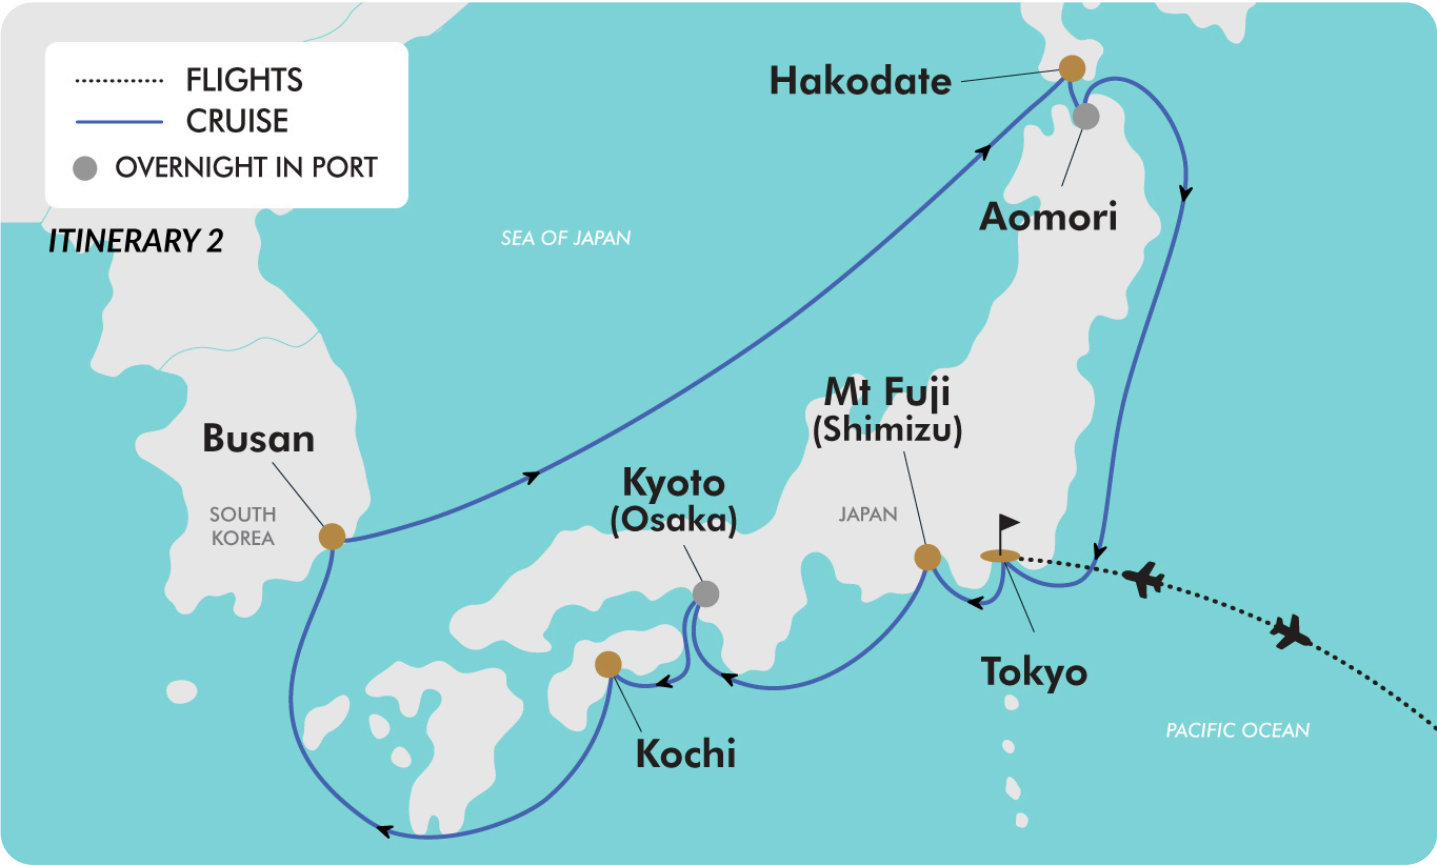 FLIGHTS
CRUISE
OVERNIGHT IN PORT
ITINERARY 2
SEA OF JAPAN
Hakodate
Aomori
Mt Fuji
(Shimizu)
Busan
SOUTH
KOREA
Kyoto
(Osaka)
JAPAN
Tokyo
Kochi
PACIFIC OCEAN